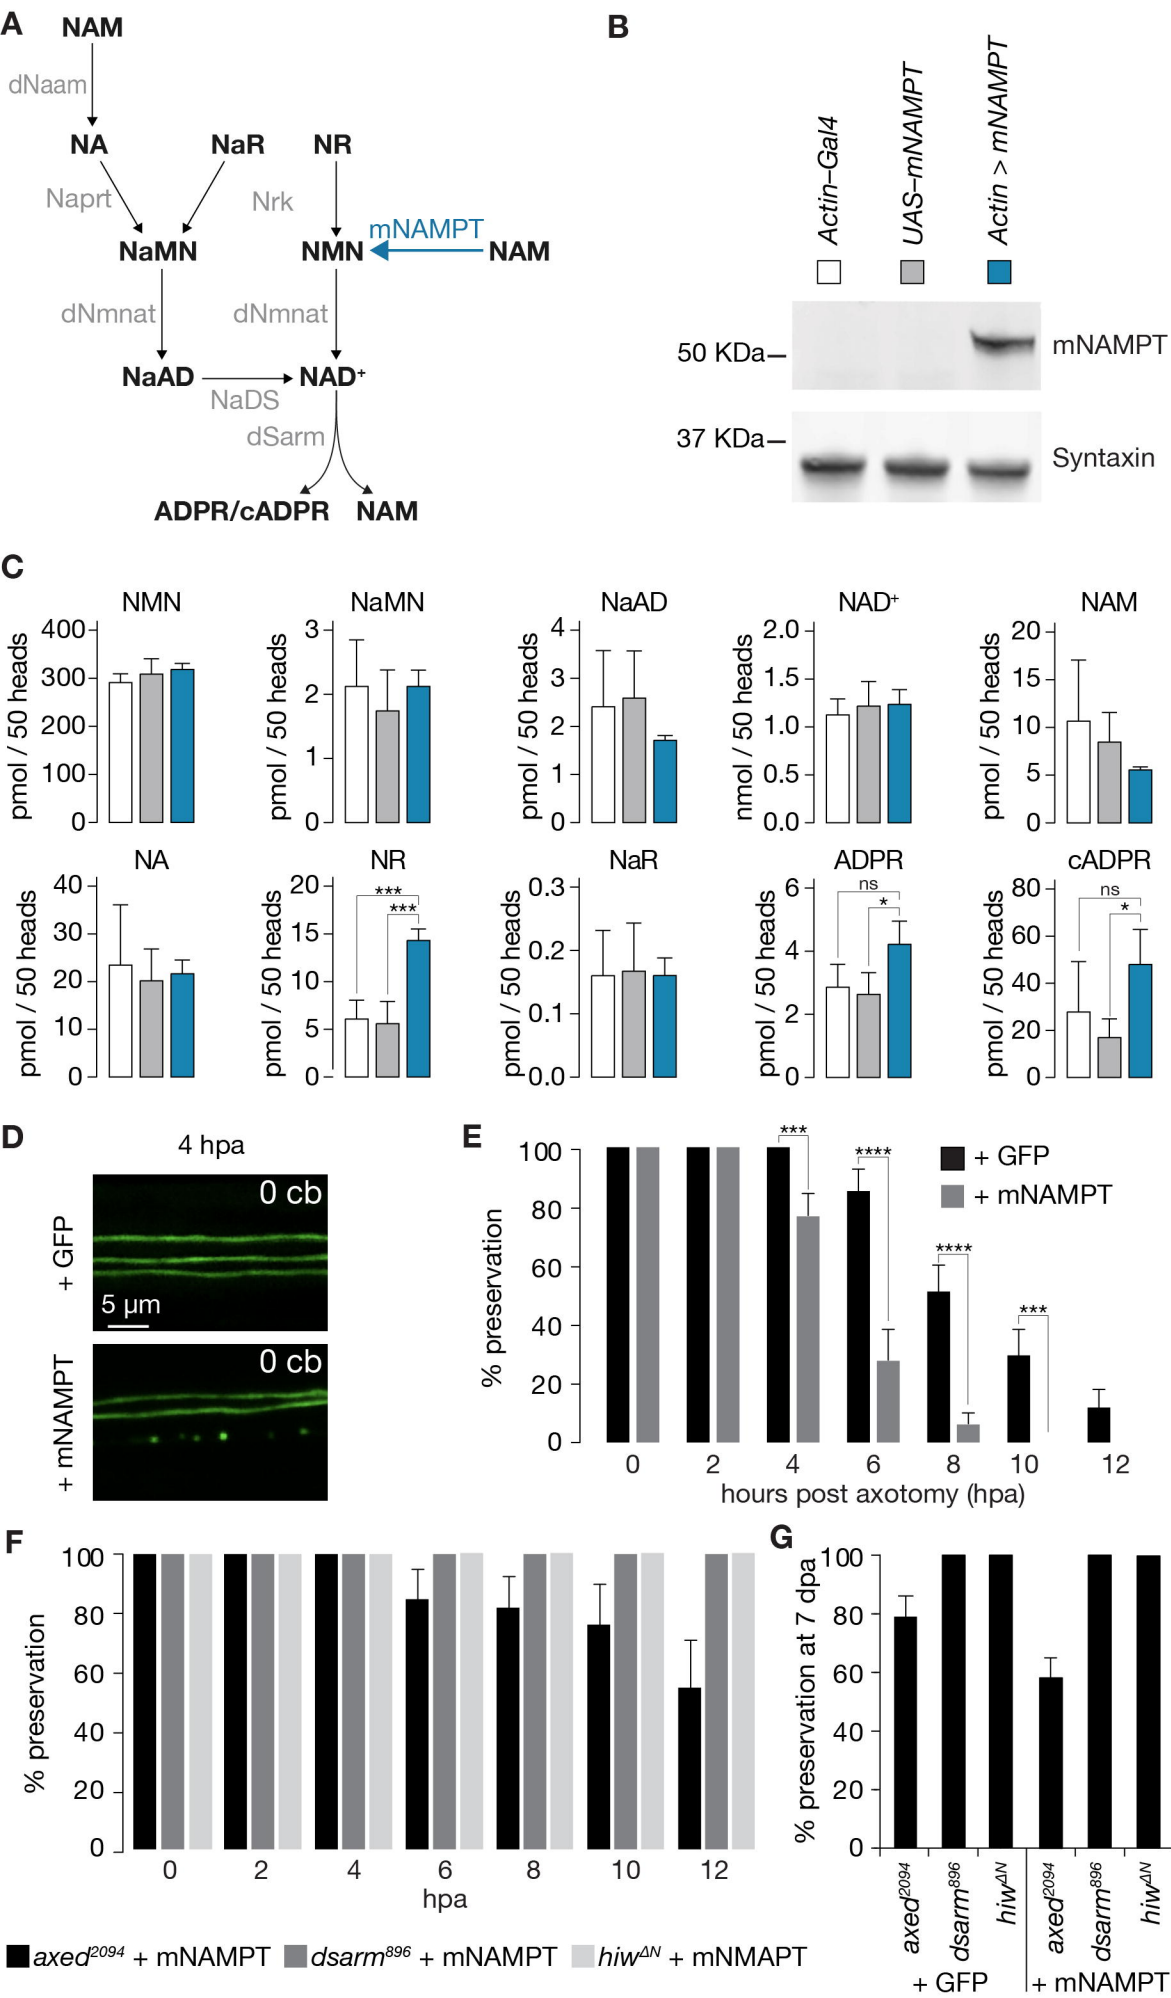 A
NAM
dNaam
NA NaR NR
Naprt Nrk
mNAMPT
NaMN NMN NAM
dNmnat dNmnat
NaAD NAD+
NaDS
dSarm
ADPR/cADPR NAM
B
Actin–Gal4
UAS–mNAMPT
Actin > mNAMPT
50 KDa
mNAMPT
37 KDa
Syntaxin
C
NMN
pmol / 50 heads
400
300
200
100
0
NaMN
pmol / 50 heads
3
2
1
0
NaAD
pmol / 50 heads
4
3
2
1
0
NAD+
nmol / 50 heads
2.0
1.5
1.0
0.5
0.0
NAM
pmol / 50 heads
20
15
10
5
0
NA
pmol / 50 heads
40
30
20
10
0
NR
pmol / 50 heads
20
15
10
5
0
***
***
NaR
pmol / 50 heads
0.3
0.2
0.1
0.0
ADPR
pmol / 50 heads
6
4
2
0
ns
*
cADPR
pmol / 50 heads
80
60
40
20
0
ns
*
D
4 hpa
+ GFP
0 cb
5 µm
+ mNAMPT
0 cb
E
% preservation
100
80
60
40
20
0
***
****
****
***
+ GFP
+ mNAMPT
0 2 4 6 8 10 12
hours post axotomy (hpa)
F
% preservation
100
80
60
40
20
0
0 2 4 6 8 10 12
hpa
axed2094 + mNAMPT dsarm896 + mNAMPT hiwΔN + mNMAPT
G
% preservation at 7 dpa
100
80
60
40
20
0
axed2094
dsarm896
hiwΔN
axed2094
dsarm896
hiwΔN
+ GFP + mNAMPT